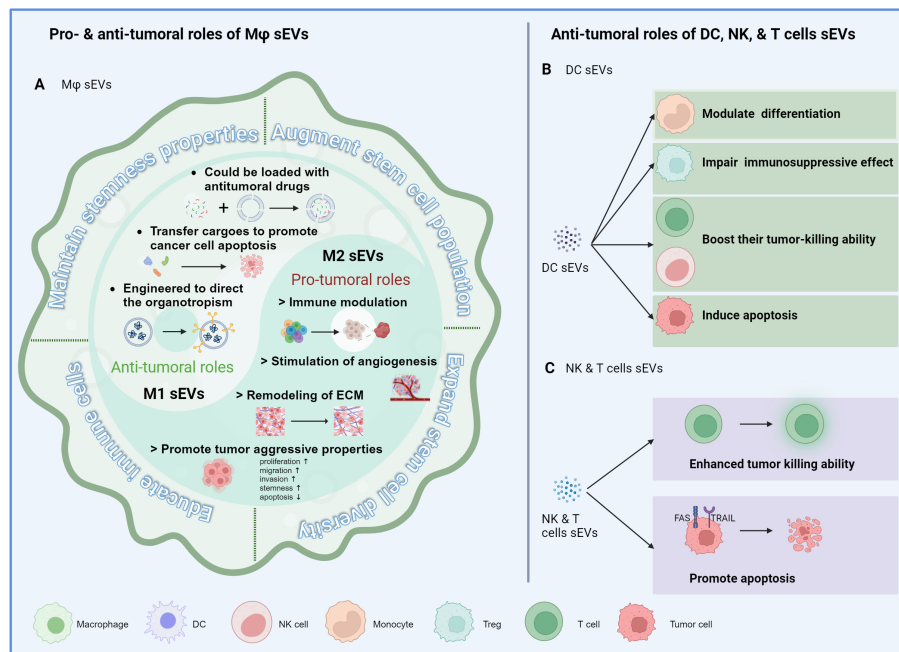 Pro- & anti-tumoral roles of Mφ sEVs
A Mφ sEVs
Maintain stemness properties
Augment stem cell population
Educate immune cells
Expand stem cell diversity
• Could be loaded with
antitumoral drugs
+
• Transfer cargoes to promote
cancer cell apoptosis
• Engineered to direct
the organotropism
Anti-tumoral roles
M1 sEVs
M2 sEVs
Pro-tumoral roles
> Immune modulation
> Stimulation of angiogenesis
> Remodeling of ECM
> Promote tumor aggressive properties
proliferation ↑
migration ↑
invasion ↑
stemness ↑
apoptosis ↓
Anti-tumoral roles of DC, NK, & T cells sEVs
B DC sEVs
DC sEVs
Modulate differentiation
Impair immunosuppressive effect
Boost their tumor-killing ability
Induce apoptosis
C NK & T cells sEVs
NK & T
cells sEVs
Enhanced tumor killing ability
FAS TRAIL
Promote apoptosis
Macrophage DC NK cell Monocyte Treg T cell Tumor cell